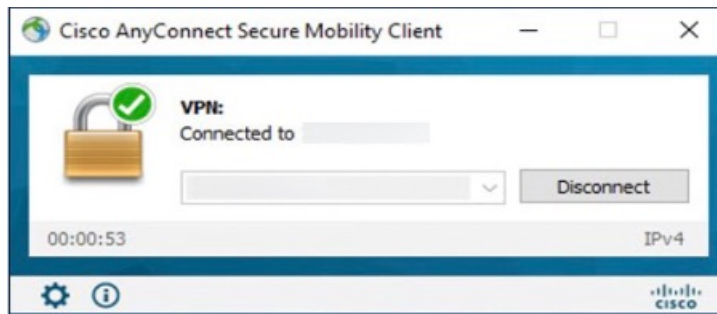 Cisco AnyConnect Secure Mobility Client
VPN:
Connected to
Disconnect
00:00:53
IPv4
CISCO